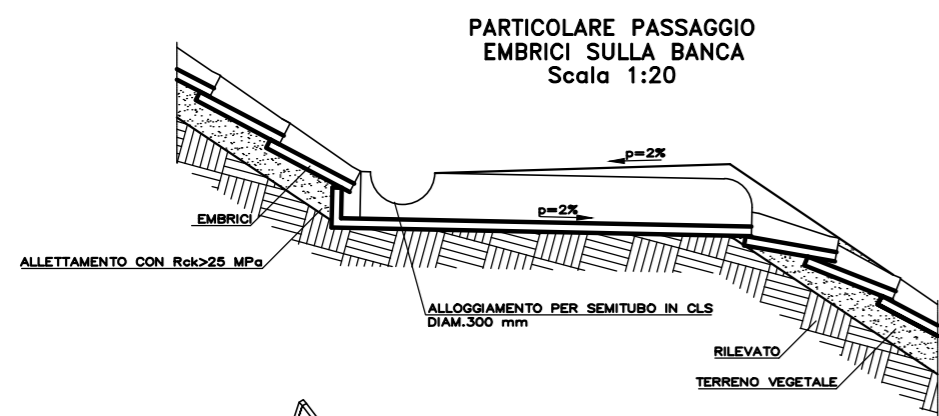 PARTICOLARE PASSAGGIO
EMBRICI SULLA BANCA
Scala 1:20
p=2%
p=2%
EMBRICI
ALLETTAMENTO CON Rck>25 MPa
ALLOGGIAMENTO PER SEMITUBO IN CLS
DIAM.300 mm
RILEVATO
TERRENO VEGETALE